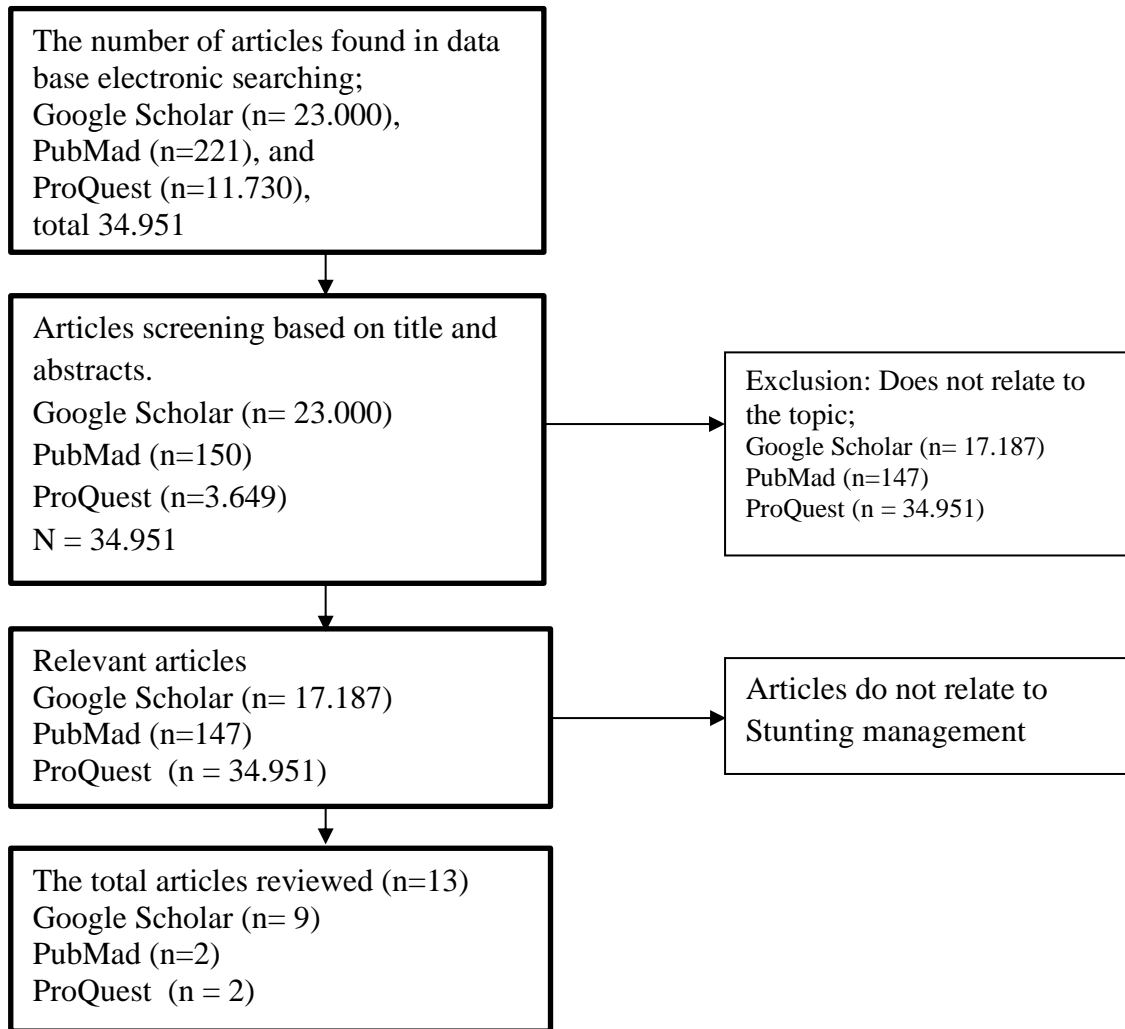 The number of articles found in data
base electronic searching;
Google Scholar (n= 23.000),
PubMad (n=221), and
ProQuest (n=11.730),
total 34.951
Articles screening based on title and
abstracts.
Google Scholar (n= 23.000)
PubMad (n=150)
ProQuest (n=3.649)
N = 34.951
Exclusion: Does not relate to
the topic;
Google Scholar (n= 17.187)
PubMad (n=147)
ProQuest (n = 34.951)
Relevant articles
Google Scholar (n= 17.187)
PubMad (n=147)
ProQuest (n = 34.951)
Articles do not relate to
Stunting management
The total articles reviewed (n=13)
Google Scholar (n= 9)
PubMad (n=2)
ProQuest (n = 2)